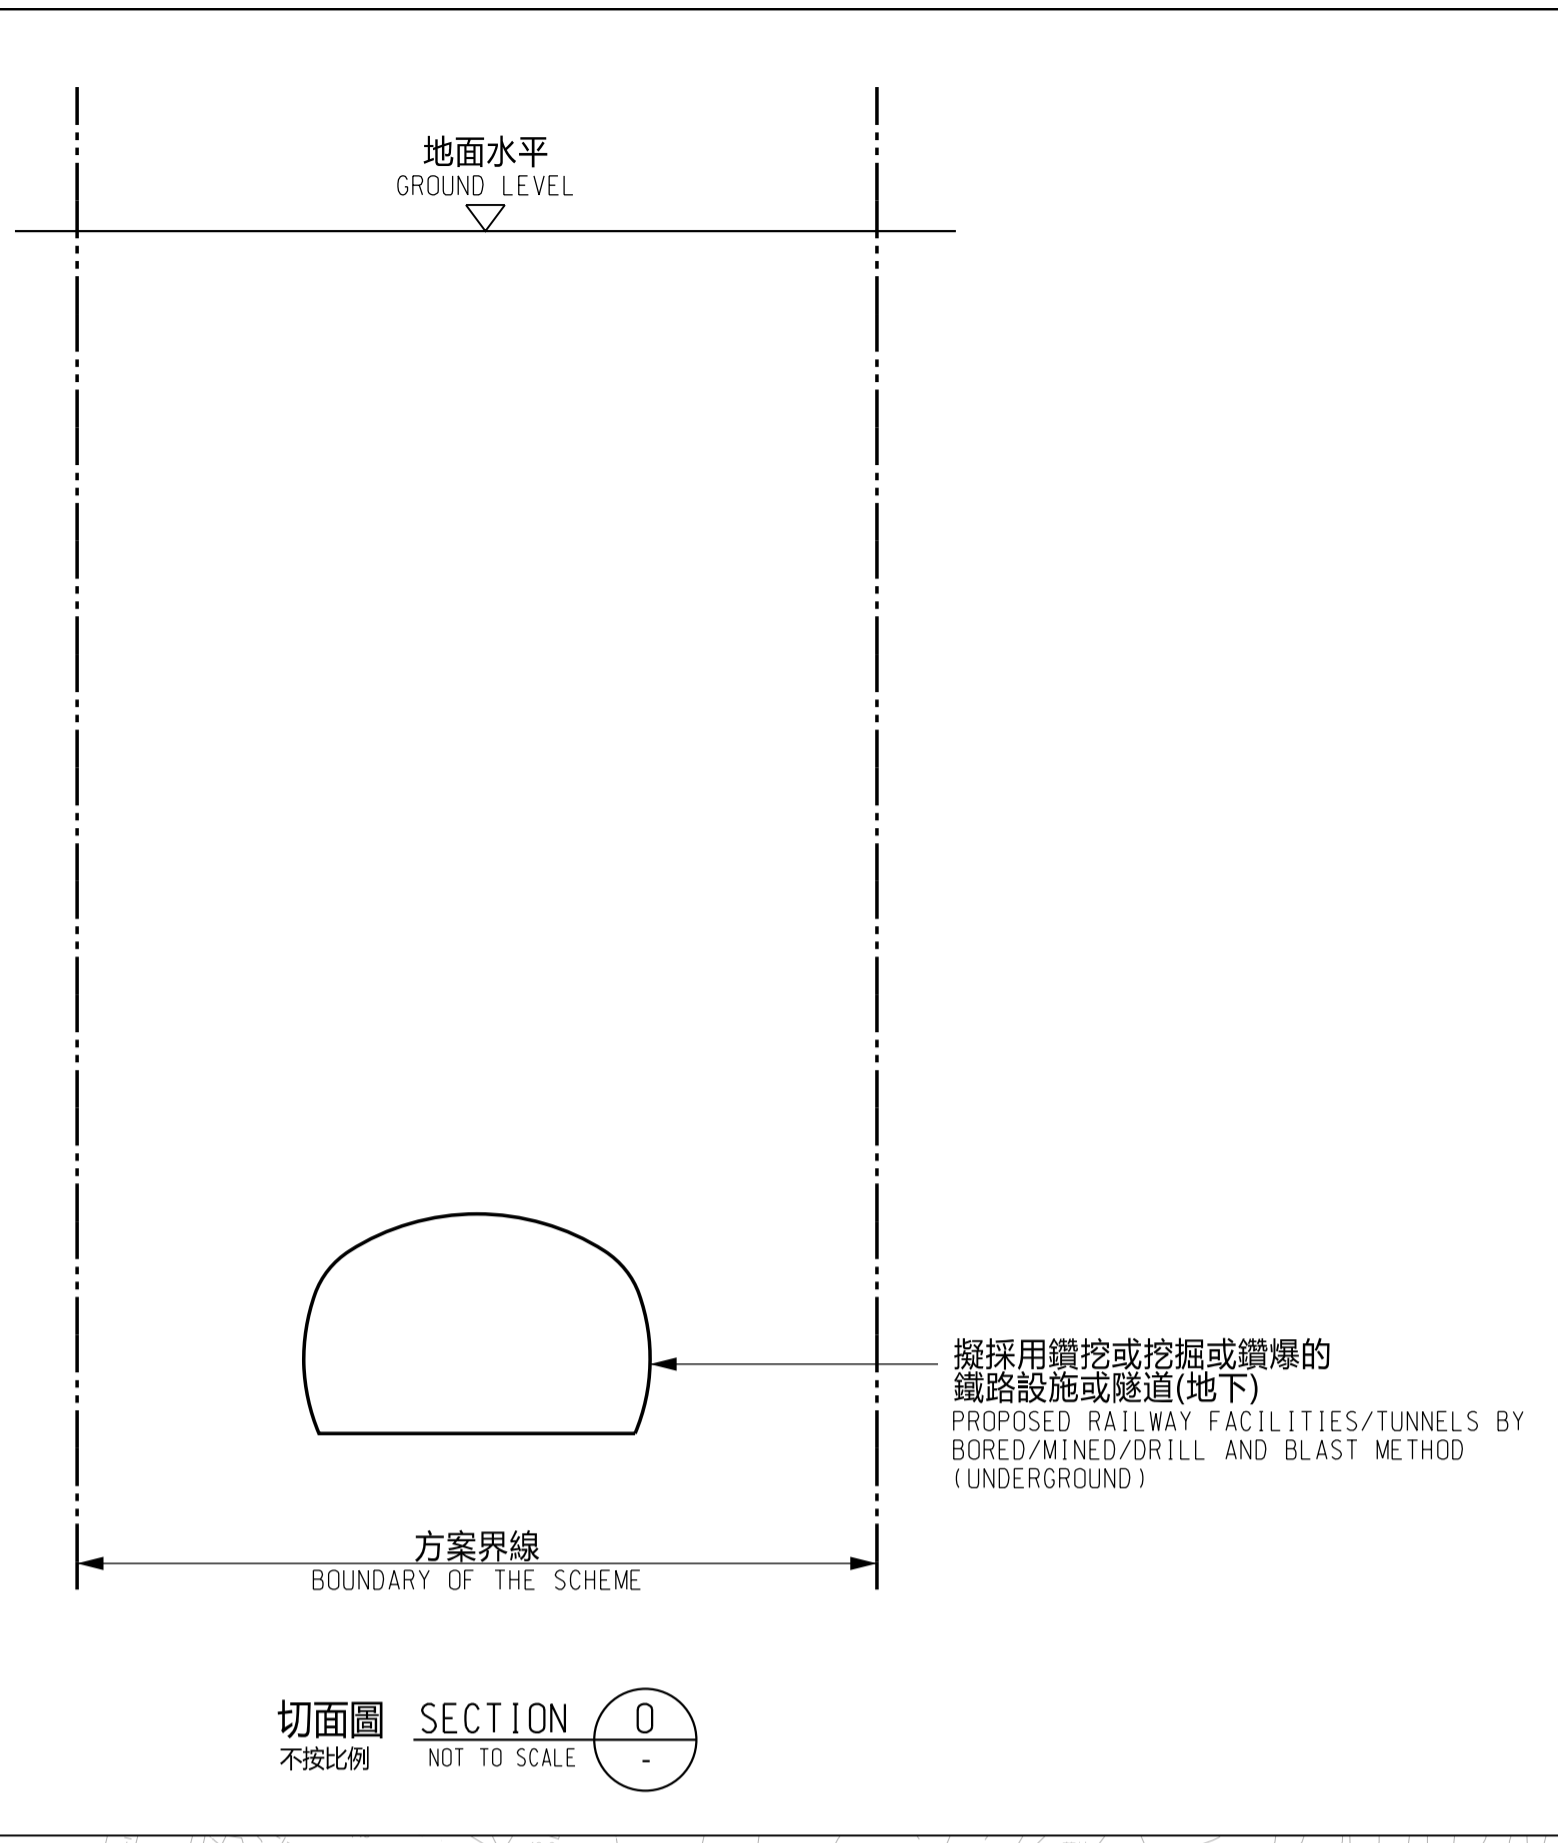 地面水平
GROUND LEVEL
擬採用鑽挖或挖掘或鑽爆的
鐵路設施或隧道(地下)
PROPOSED RAILWAY FACILITIES/TUNNELS BY
BORED/MINED/DRILL AND BLAST METHOD
(UNDERGROUND)
方案界線
BOUNDARY OF THE SCHEME
切面圖 SECTION O
不按比例 NOT TO SCALE -